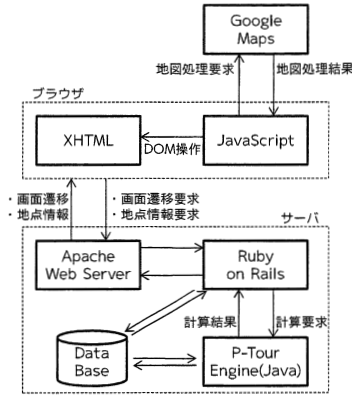 Google
Maps
地図処理要求
地図処理結果
ブラウザ
XHTML
JavaScript
DOM操作
・画面遷移
・地点情報
・画面遷移要求
・地点情報要求
サーバ
Apache
Web Server
Ruby
on Rails
計算結果
計算要求
Data
Base
P-Tour
Engine(Java)